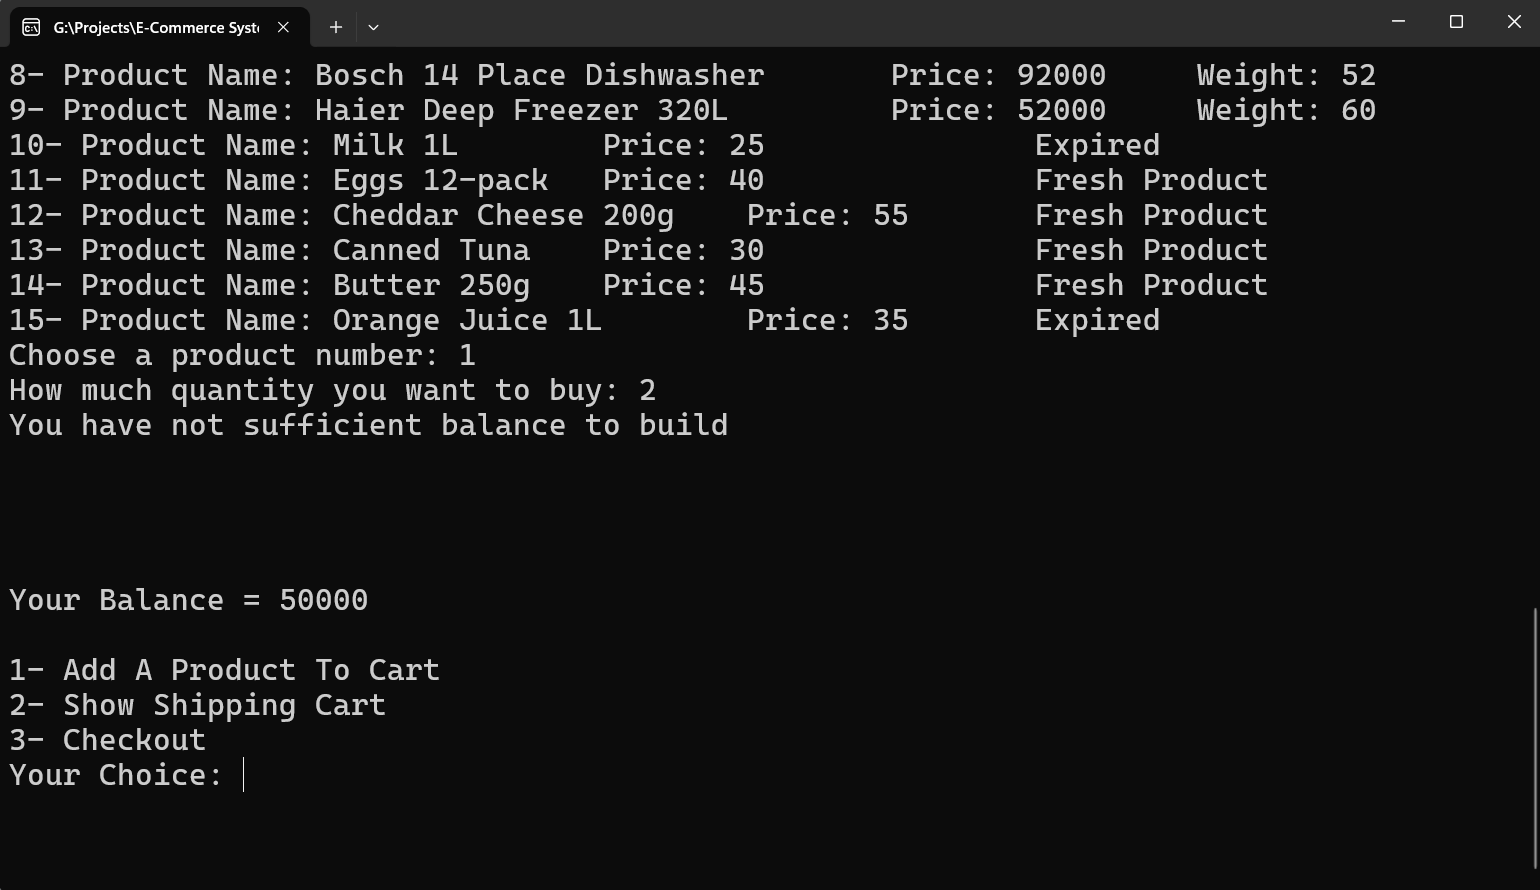 G:\Projects\E-Commerce Syst
8- Product Name: Bosch 14 Place Dishwasher Price: 92000 Weight: 52
9- Product Name: Haier Deep Freezer 320L Price: 52000 Weight: 60
10- Product Name: Milk 1L Price: 25 Expired
11- Product Name: Eggs 12-pack Price: 40 Fresh Product
12- Product Name: Cheddar Cheese 200g Price: 55 Fresh Product
13- Product Name: Canned Tuna Price: 30 Fresh Product
14- Product Name: Butter 250g Price: 45 Fresh Product
15- Product Name: Orange Juice 1L Price: 35 Expired
Choose a product number: 1
How much quantity you want to buy: 2
You have not sufficient balance to build
Your Balance = 50000
1- Add A Product To Cart
2- Show Shipping Cart
3- Checkout
Your Choice: